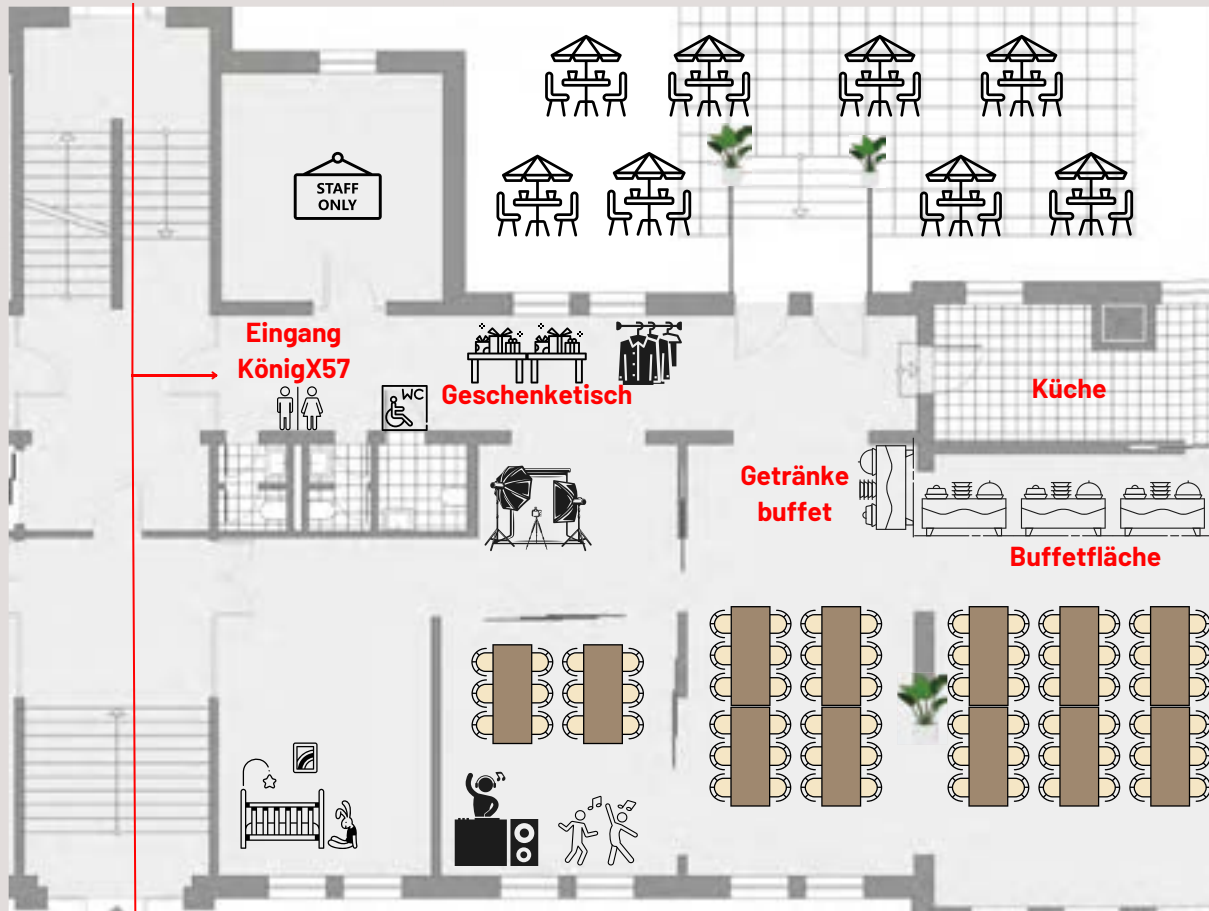 STAFF
ONLY
Eingang
KönigX57
WC
Geschenketisch
Küche
Getränke
buffet
Buffetfläche